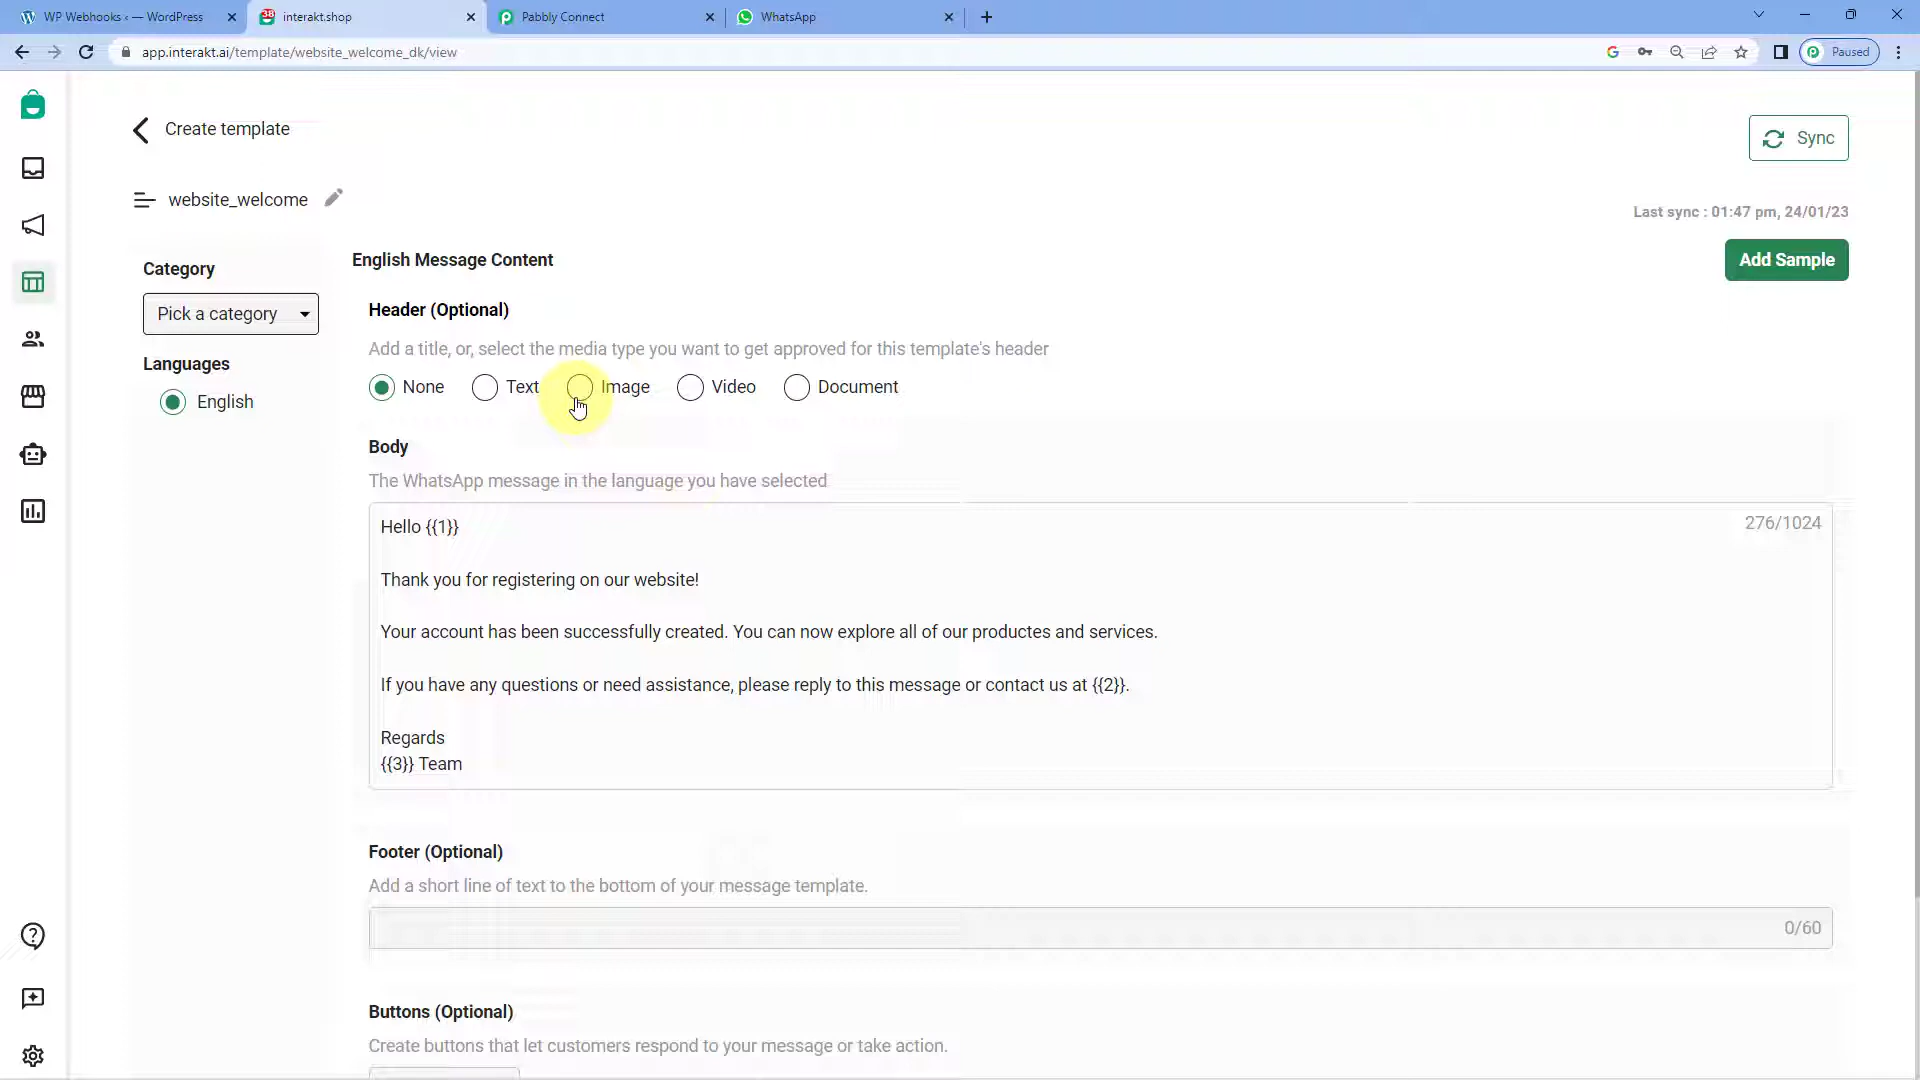 WP Webhooks ‹ — WordPress
interakt.shop
Pabbly Connect
WhatsApp
app.interakt.ai/template/website_welcome_dk/view
Paused
Create template
Sync
website_welcome
Last sync : 01:47 pm, 24/01/23
Category
English Message Content
Add Sample
Pick a category
Header (Optional)
Add a title, or, select the media type you want to get approved for this template's header
Languages
None
Text
Image
Video
Document
English
Body
The WhatsApp message in the language you have selected
Hello {{1}}
276/1024
Thank you for registering on our website!
Your account has been successfully created. You can now explore all of our productes and services.
If you have any questions or need assistance, please reply to this message or contact us at {{2}}.
Regards
{{3}} Team
Footer (Optional)
Add a short line of text to the bottom of your message template.
0/60
Buttons (Optional)
Create buttons that let customers respond to your message or take action.